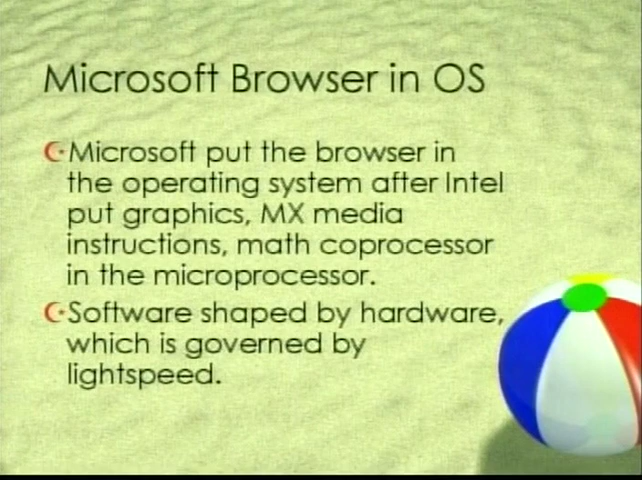 Microsoft Browser in OS
Microsoft put the browser in
the operating system after Intel
put graphics, MX media
instructions, math coprocessor
in the microprocessor.
Software shaped by hardware,
which is governed by
lightspeed.